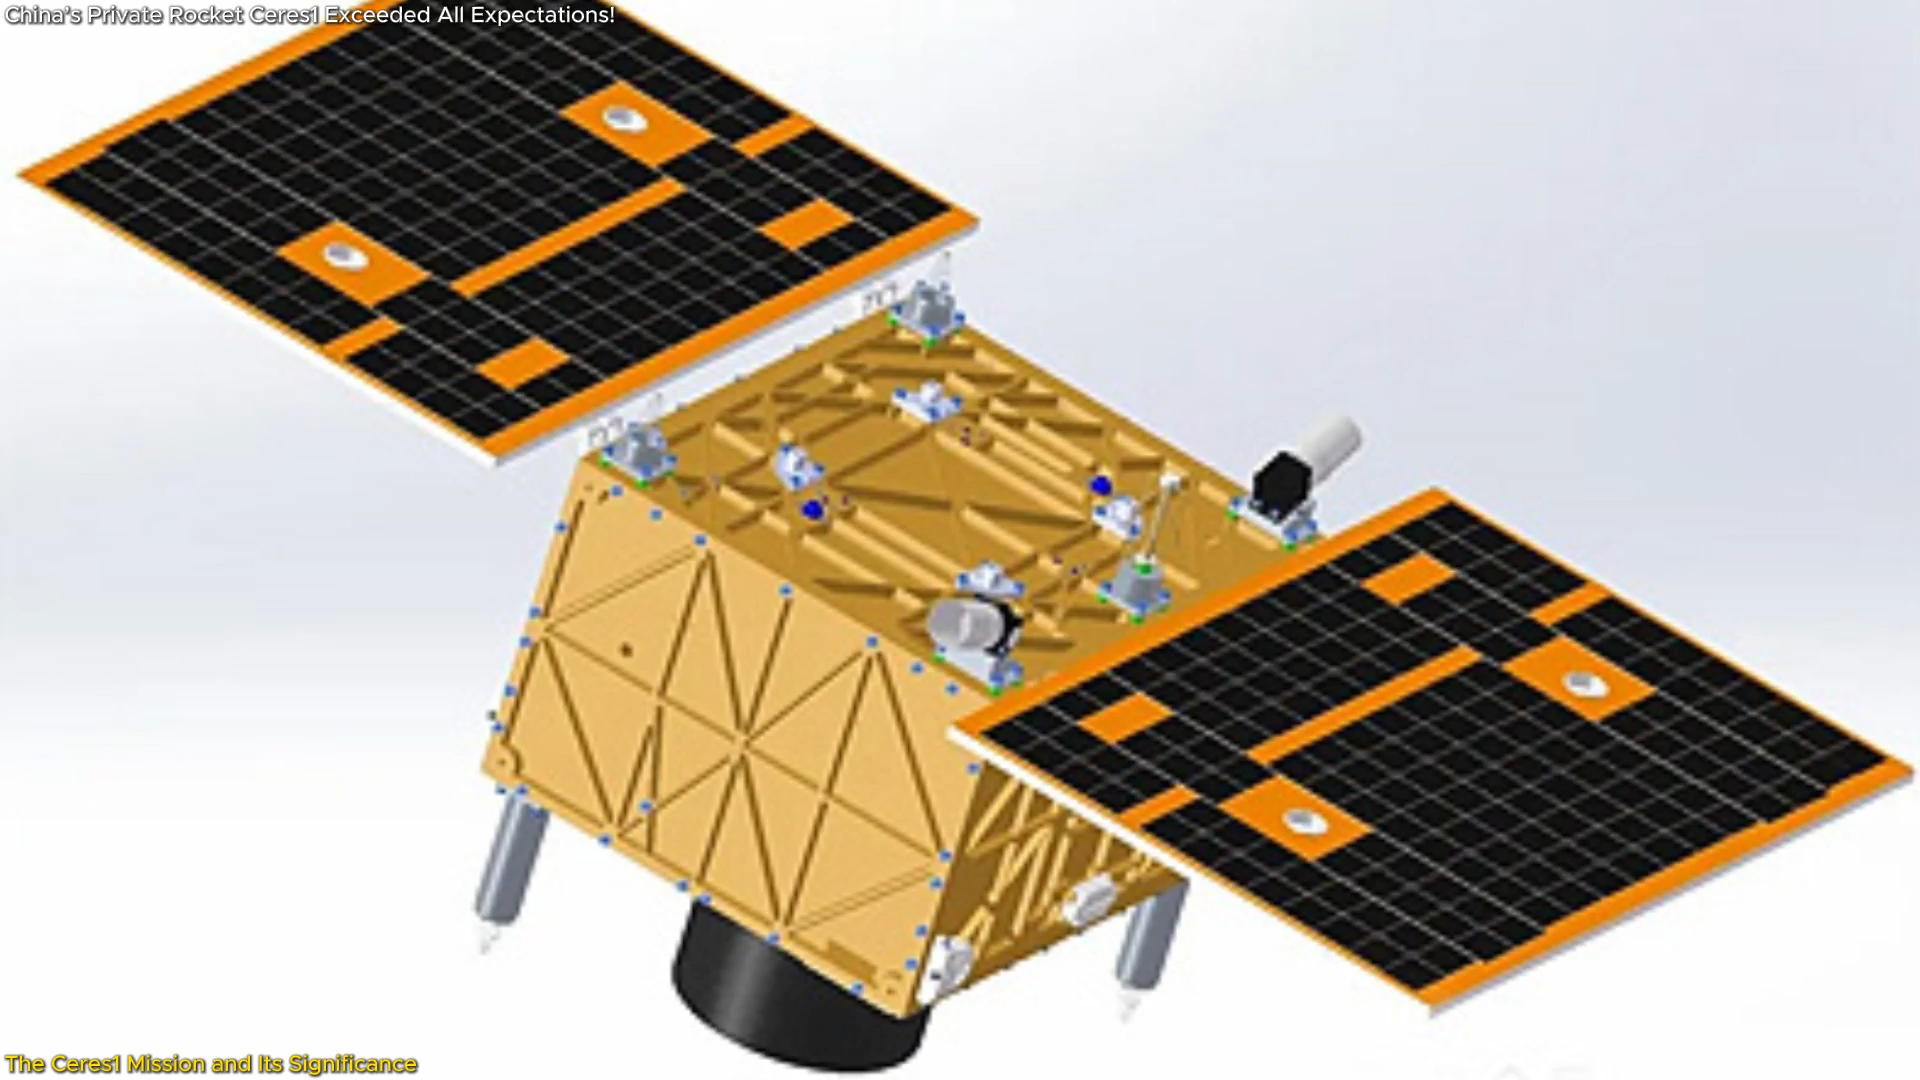 China's Private Rocket Ceres1 Exceeded All Expectations!
The Ceres1 Mission and Its Significance